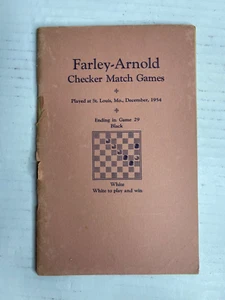 Farley-Arnold
Checker Match Games
Played at St. Louis, Mo., December, 1934
Ending in Game 29
Black
White
White to play and win